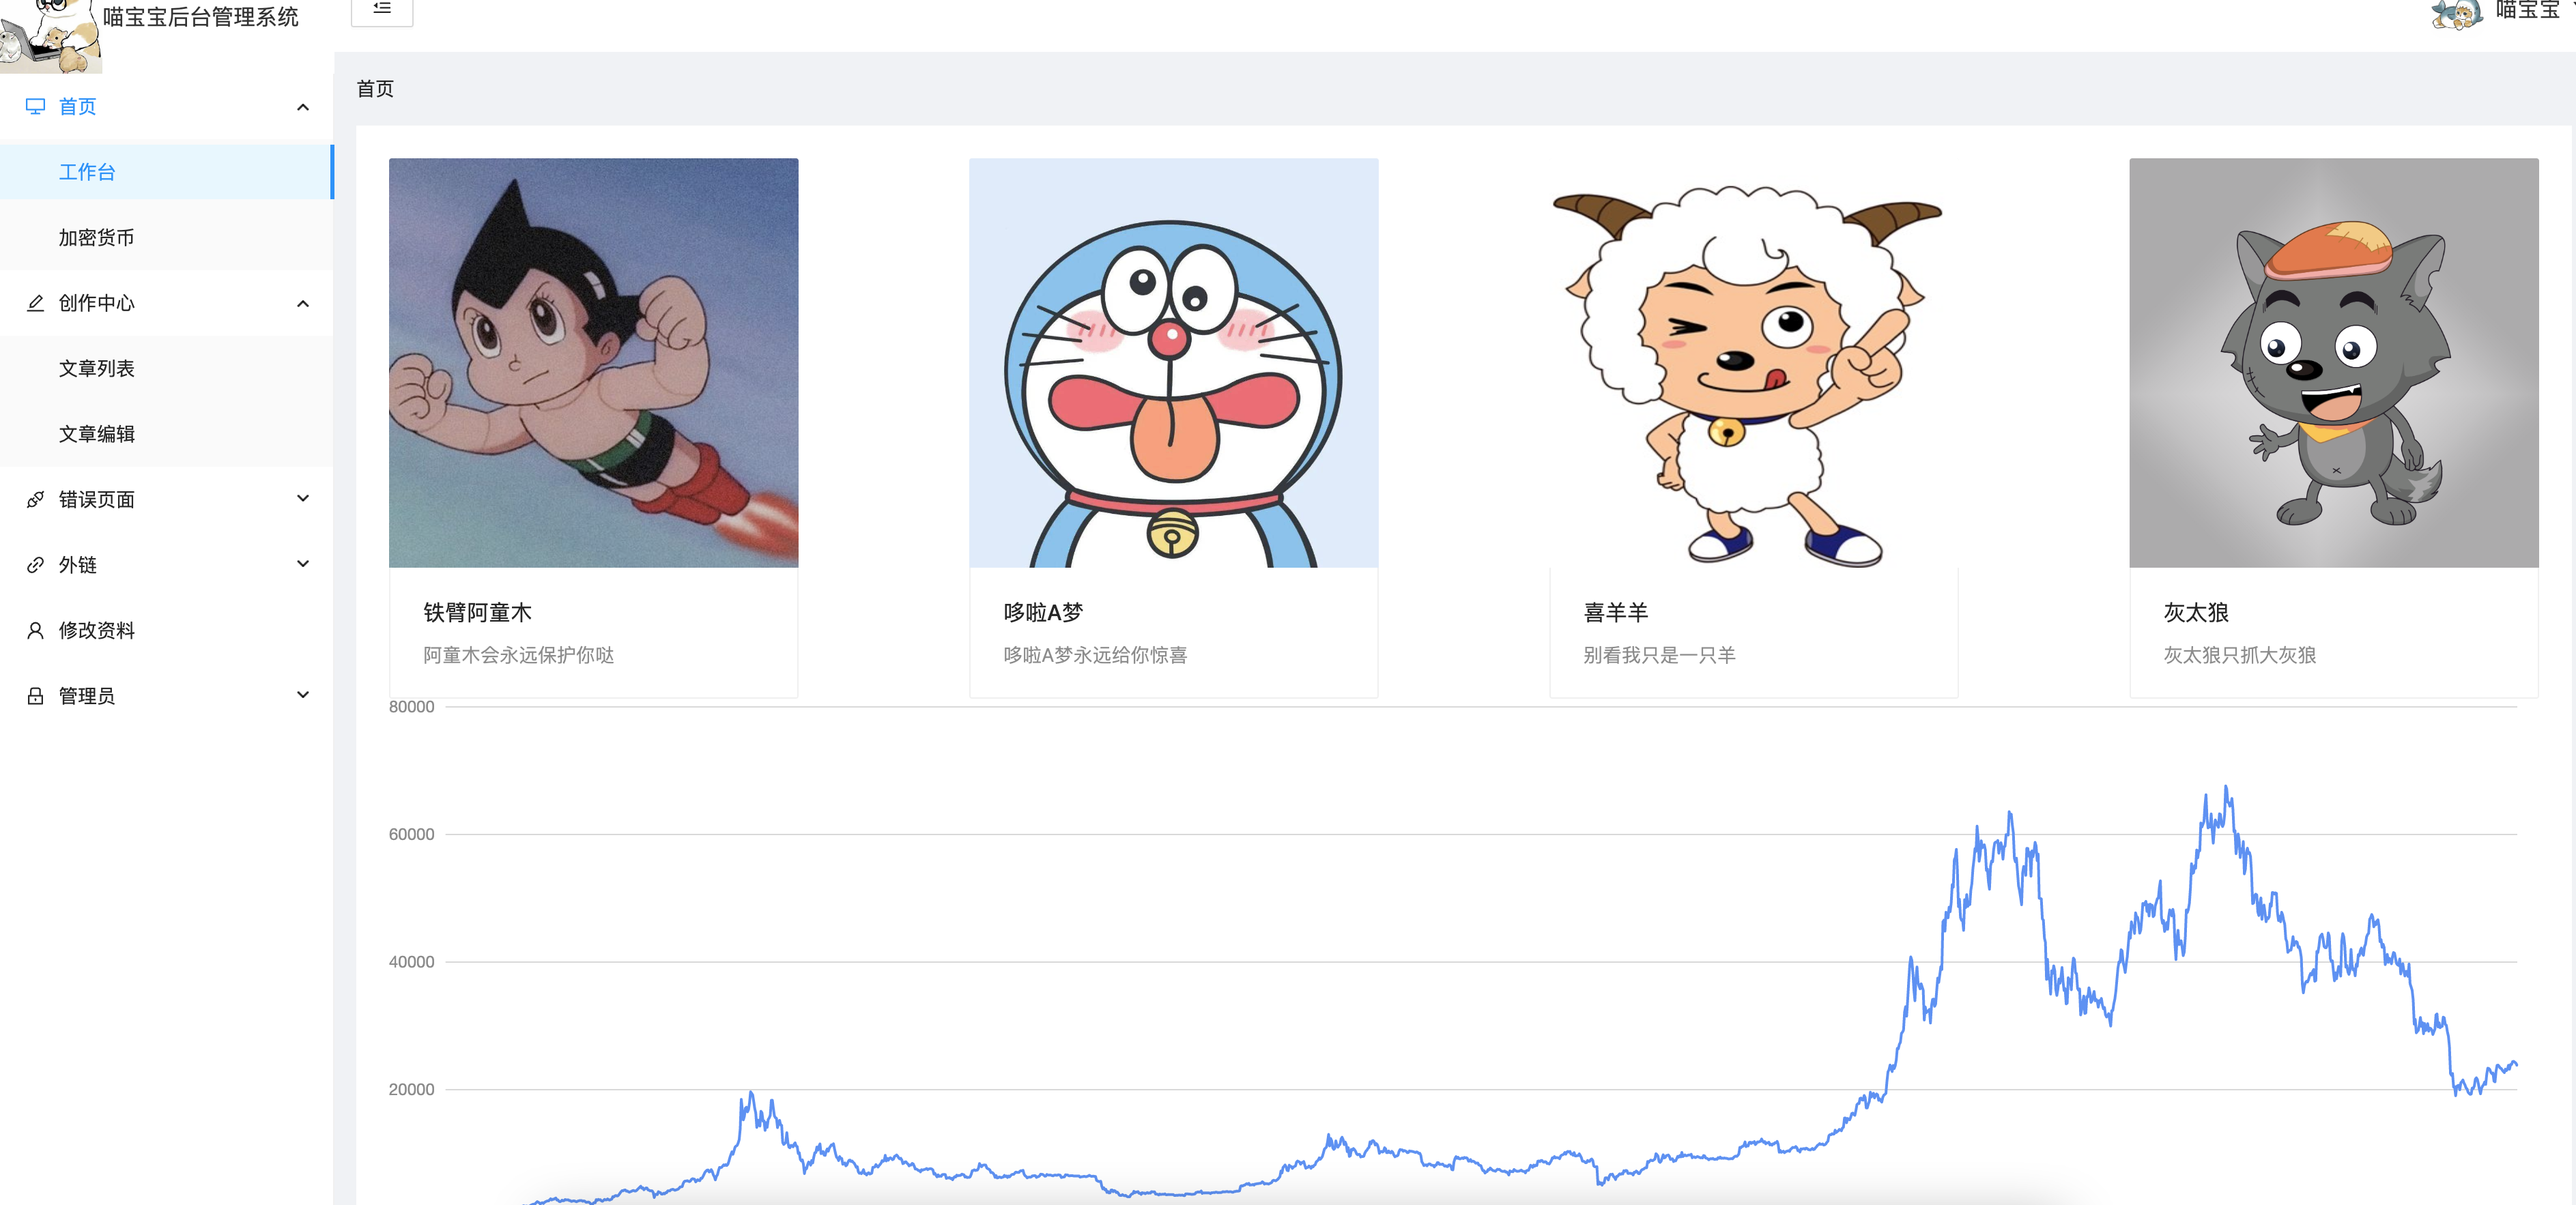 喵宝宝后台管理系统
喵宝宝
首页
工作台
加密货币
创作中心
文章列表
文章编辑
错误页面
外链
修改资料
管理员
首页
铁臂阿童木
阿童木会永远保护你哒
哆啦A梦
哆啦A梦永远给你惊喜
喜羊羊
别看我只是一只羊
灰太狼
灰太狼只抓大灰狼
80000
60000
40000
20000